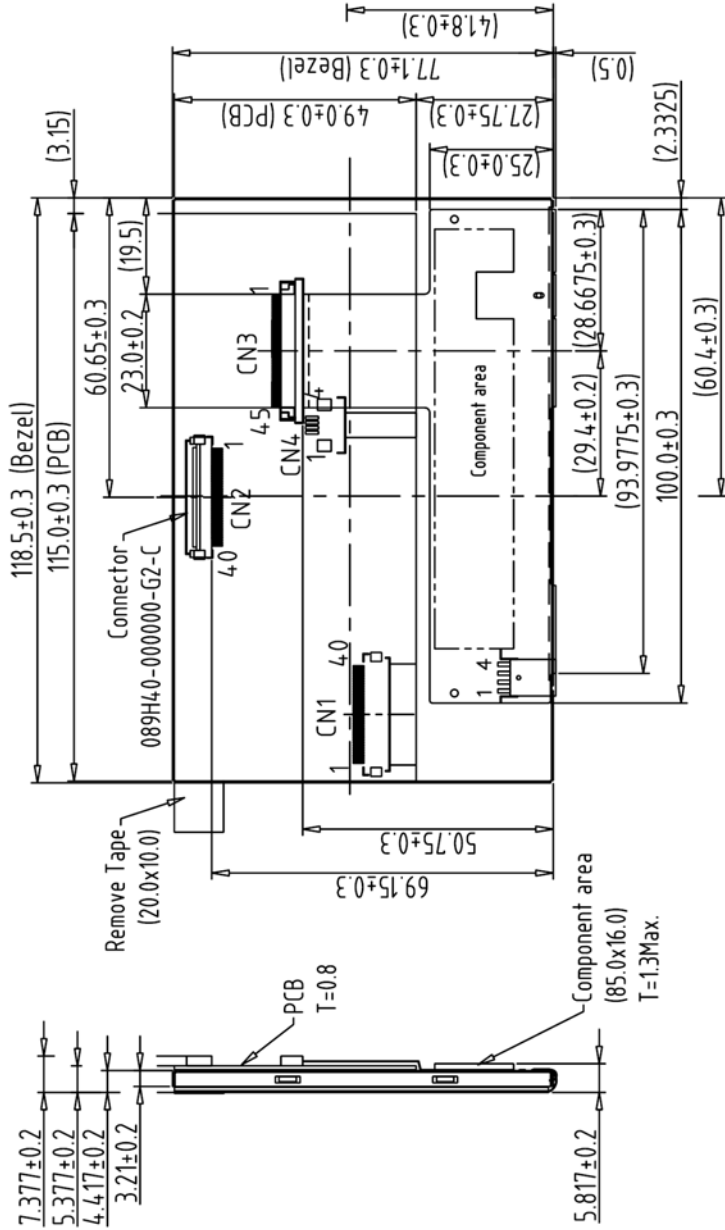 118.5±0.3 (Bezel)
115.0±0.3 (PCB)
(3.15)
60.65±0.3
(19.5)
23.0±0.2
Connector
089H40-000000-G2-C
40
1
CN2
45
1
CN3
CN4
1
4
CN1
1
40
Component area
1
4
49.0±0.3 (PCB)
77.1±0.3 (Bezel)
(41.8±0.3)
(27.75±0.3)
(25.0±0.3)
(0.5)
(2.3325)
(28.6675±0.3)
(29.4±0.2)
(93.9775±0.3)
100.0±0.3
(60.4±0.3)
Remove Tape
(20.0x10.0)
50.75±0.3
69.15±0.3
7.377±0.2
5.377±0.2
4.417±0.2
3.21±0.2
PCB
T=0.8
Component area
(85.0x16.0)
T=1.3Max.
5.817±0.2